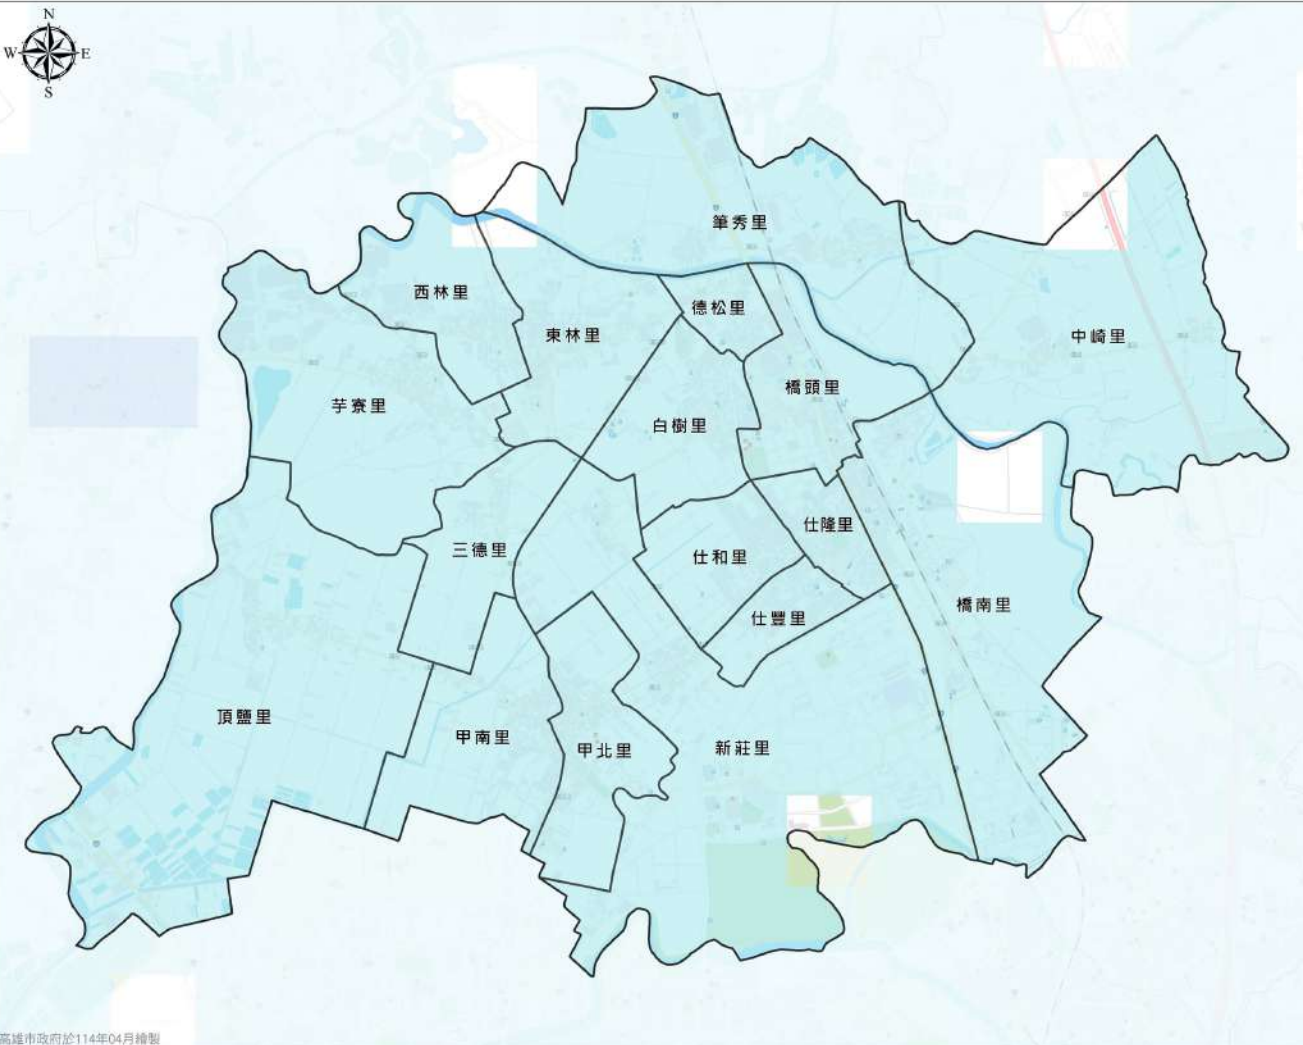 N
W E
S
筆秀里
西林里
德松里
東林里
中崎里
橋頭里
芋寮里
白樹里
仕隆里
三德里
仕和里
橋南里
仕豐里
頂鹽里
甲南里
甲北里
新莊里
高雄市政府於114年04月繪製